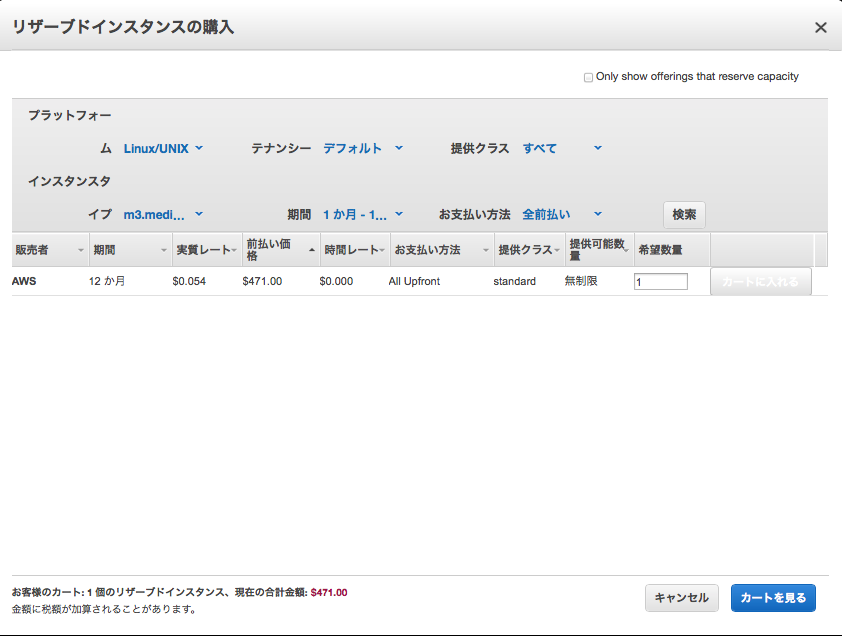 リザーブドインスタンスの購入
×
Only show offerings that reserve capacity
プラットフォー
ム Linux/UNIX テナンシー デフォルト 提供クラス すべて
インスタンスタ
イプ m3.medi... 期間 1 か月 - 1... お支払い方法 全前払い 検索
販売者 期間 実質レート 前払い価 時間レート お支払い方法 提供クラス 提供可能数 希望数量
格 量
AWS 12 か月 $0.054 $471.00 $0.000 All Upfront standard 無制限 1 カートに入れる
お客様のカート: 1 個のリザーブドインスタンス、現在の合計金額: $471.00
金額に税額が加算されることがあります。
キャンセル カートを見る